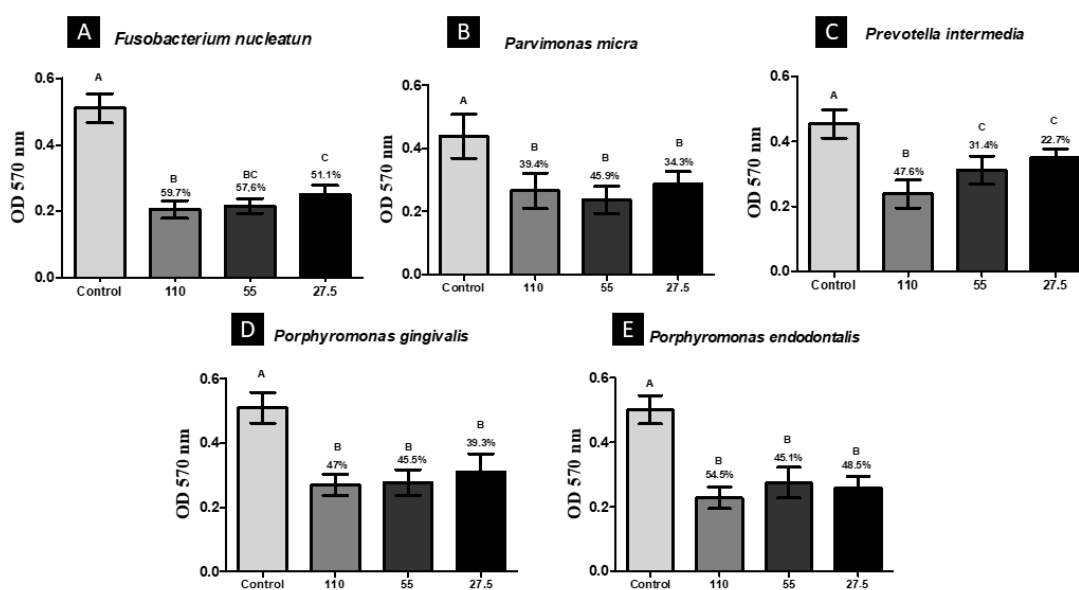 A Fusobacterium nucleatun
0.6
0.4
0.2
0.0
OD 570 nm
A
B
59.7%
BC
57,6%
C
51.1%
Control 110 55 27.5
B Parvimonas micra
0.6
0.4
0.2
0.0
OD 570 nm
A
B
39.4%
B
45.9%
B
34.3%
Control 110 55 27.5
C Prevotella intermedia
0.6
0.4
0.2
0.0
OD 570 nm
A
B
47.6%
C
31.4%
C
22.7%
Control 110 55 27.5
D Porphyromonas gingivalis
0.6
0.4
0.2
0.0
OD 570 nm
A
B
47%
B
45.5%
B
39.3%
Control 110 55 27.5
E Porphyromonas endodontalis
0.6
0.4
0.2
0.0
OD 570 nm
A
B
54.5%
B
45.1%
B
48.5%
Control 110 55 27.5